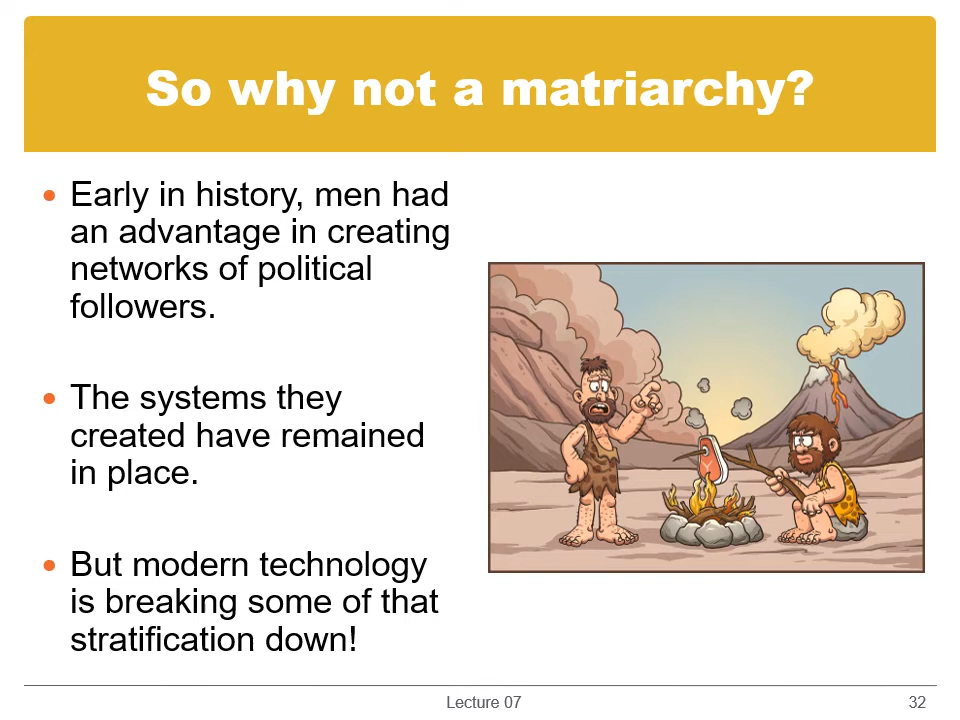 So why not a matriarchy?
• Early in history, men had
an advantage in creating
networks of political
followers.
• The systems they
created have remained
in place.
• But modern technology
is breaking some of that
stratification down!
Lecture 07
32